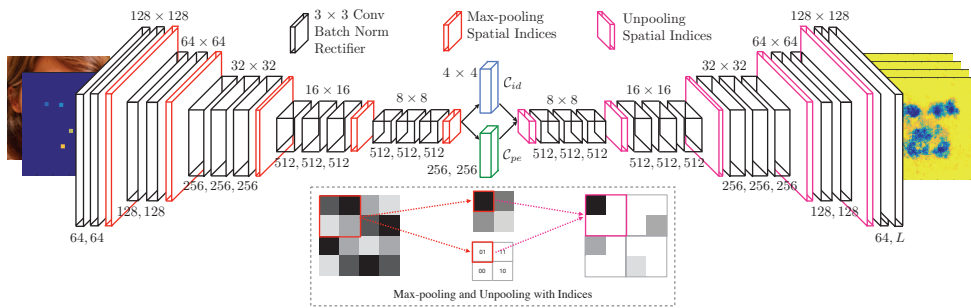 128 × 128
64 × 64
32 × 32
16 × 16
8 × 8
3 × 3 Conv
Batch Norm
Rectifier
Max-pooling
Spatial Indices
Unpooling
Spatial Indices
4 × 4
C_id
C_pe
256, 256
8 × 8
16 × 16
32 × 32
64 × 64
128 × 128
64, 64
128, 128
256, 256, 256
512, 512, 512
512, 512, 512
512, 512, 512
512, 512, 512
256, 256, 256
128, 128
64, L
01 11
00 10
Max-pooling and Unpooling with Indices